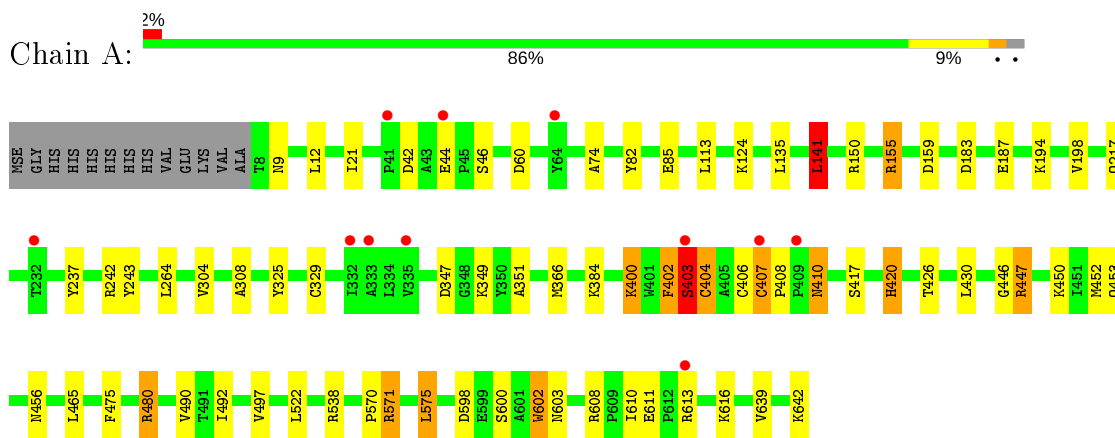 2%
Chain A:
86%
9%
• •
MSE GLY HIS HIS HIS HIS HIS HIS VAL GLU LYS VAL ALA T8 N9 L12 I21 P41 D42 A43 E44 P45 S46 D60 Y64 A74 Y82 E85 L113 K124 L135 L141 R150 R155 D159 D183 E187 K194 V198
T232 Y237 R242 Y243 L264 V304 A308 Y325 C329 I332 A333 L334 V335 D347 G348 K349 Y350 A351 M366 K384 K400 W401 F402 S403 C404 A405 C406 C407 P408 P409 N410 S417 H420 T426 L430 G446 R447 K450 I451 M452
N456 L465 F475 R480 V490 T491 I492 V497 L522 R538 P570 R571 L575 D598 E599 S600 A601 W602 N603 R608 P609 I610 E611 P612 R613 K616 V639 K642